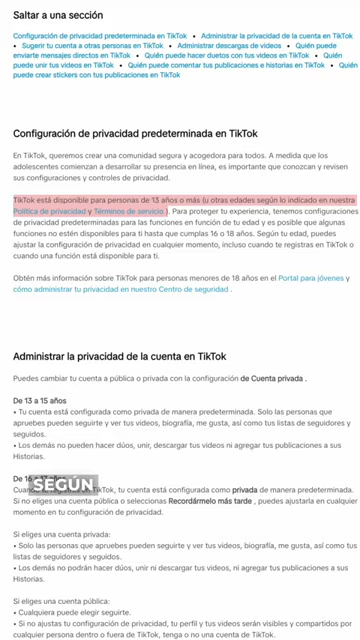 Saltar a una sección
Configuración de privacidad predeterminada en TikTok • Administrar la privacidad de la cuenta en TikTok
• Sugerir tu cuenta a otras personas en TikTok • Administrar descargas de videos • Quién puede
enviarte mensajes directos en TikTok • Quién puede hacer duetos con tus videos en TikTok • Quién
puede unir tus videos en TikTok • Quién puede comentar tus publicaciones e historias en TikTok • Quién
puede crear stickers con tus publicaciones en TikTok
Configuración de privacidad predeterminada en TikTok
En TikTok, queremos crear una comunidad segura y acogedora para todos. A medida que los
adolescentes comienzan a desarrollar su presencia en línea, es importante que conozcan y revisen
sus configuraciones y controles de privacidad.
TikTok está disponible para personas de 13 años o más (u otras edades según lo indicado en nuestra
Política de privacidad y Términos de servicio ). Para proteger tu experiencia, tenemos configuraciones
de privacidad predeterminadas para las funciones en función de tu edad y es posible que algunas
funciones no estén disponibles para ti hasta que cumplas 16 o 18 años. Según tu edad, puedes
ajustar la configuración de privacidad en cualquier momento, incluso cuando te registras en TikTok o
cuando una función está disponible para ti.
Obtén más información sobre TikTok para personas menores de 18 años en el Portal para jóvenes y
cómo administrar tu privacidad en nuestro Centro de seguridad .
Administrar la privacidad de la cuenta en TikTok
Puedes cambiar tu cuenta a pública o privada con la configuración de Cuenta privada .
De 13 a 15 años
• Tu cuenta está configurada como privada de manera predeterminada. Solo las personas que
apruebes pueden seguirte y ver tus videos, biografía, me gusta, así como tus listas de seguidores y
seguidos.
• Los demás no pueden hacer dúos, unir, descargar tus videos ni agregar tus publicaciones a sus
Historias.
De 16
SEGÚN
TikTok, tu cuenta está configurada como privada de manera predeterminada.
Si no eliges una cuenta pública o seleccionas Recordármelo más tarde , puedes ajustarla en cualquier
momento en tu configuración de privacidad.
Si eliges una cuenta privada:
• Solo las personas que apruebes pueden seguirte y ver tus videos, biografía, me gusta, así como tus
listas de seguidores y seguidos.
• Los demás no podrán hacer dúos, unir ni descargar tus videos, ni agregar tus publicaciones a sus
Historias.
Si eliges una cuenta pública:
• Cualquiera puede elegir seguirte.
• Si no ajustas tu configuración de privacidad, tu perfil y tus videos serán visibles y compartidos por
cualquier persona dentro o fuera de TikTok, tenga o no una cuenta de TikTok.